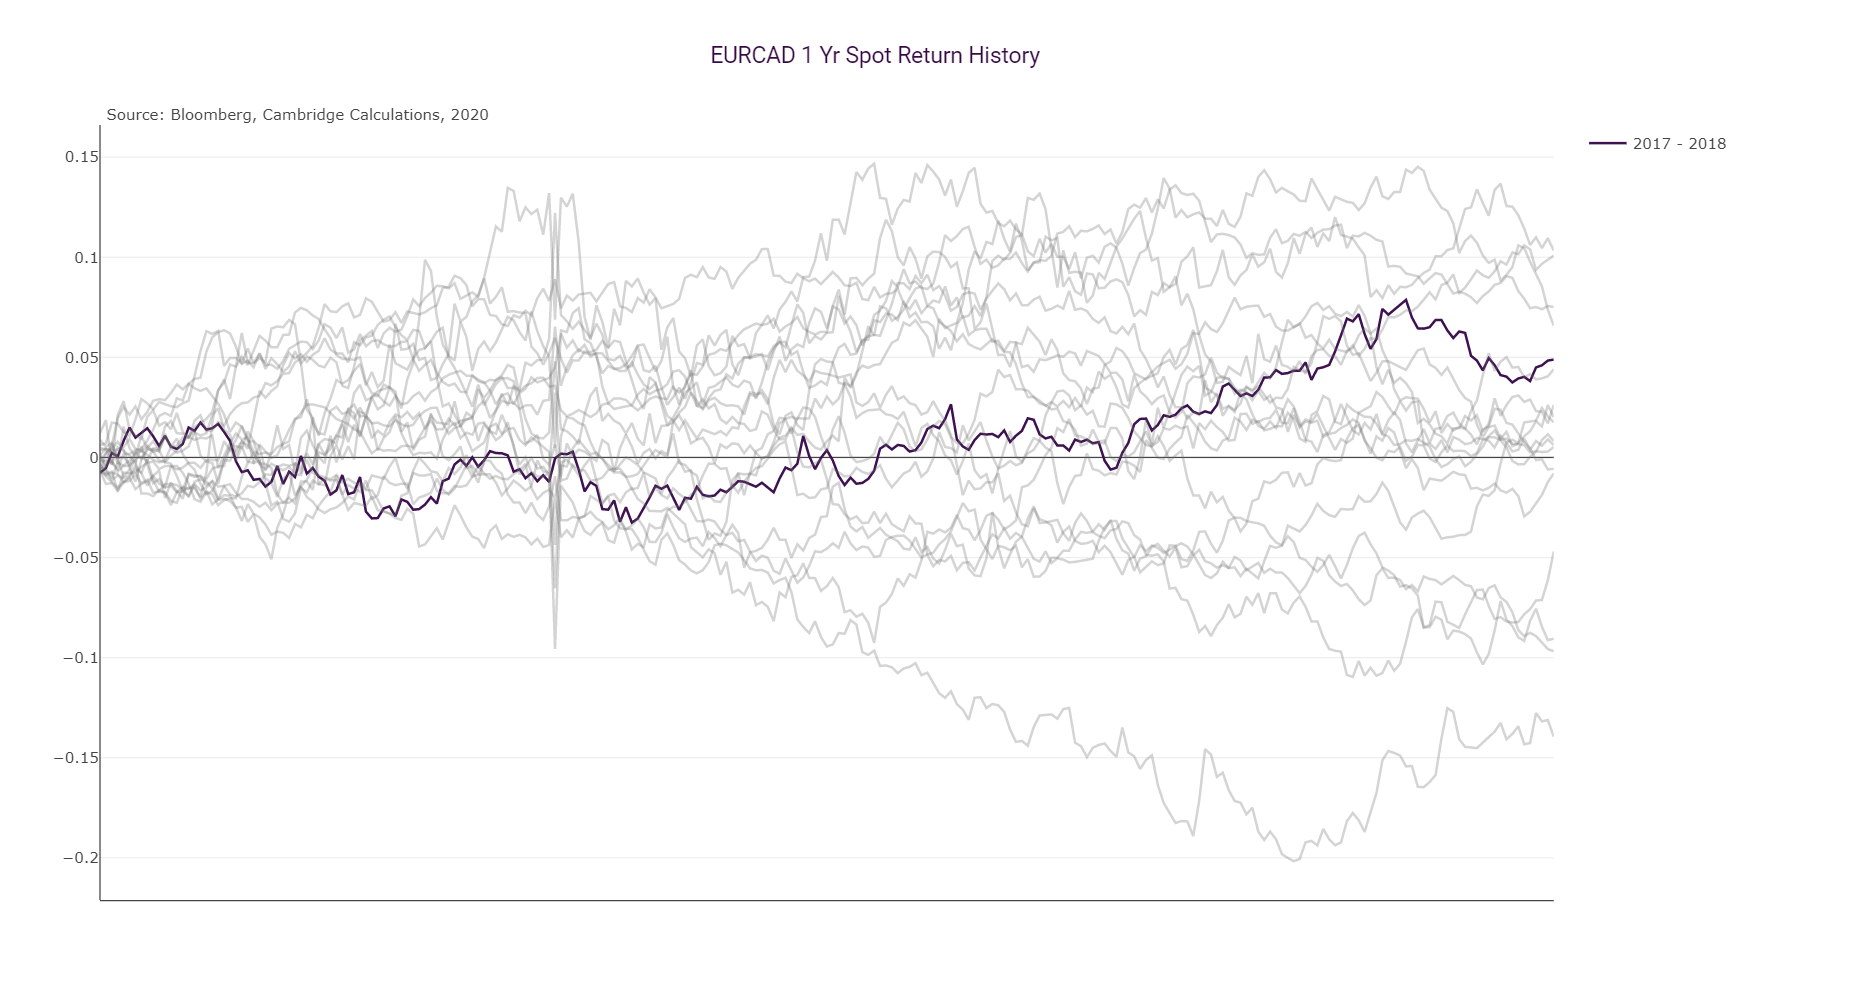 EURCAD 1 Yr Spot Return History
Source: Bloomberg, Cambridge Calculations, 2020
2017 - 2018
0.15
0.1
0.05
0
−0.05
−0.1
−0.15
−0.2